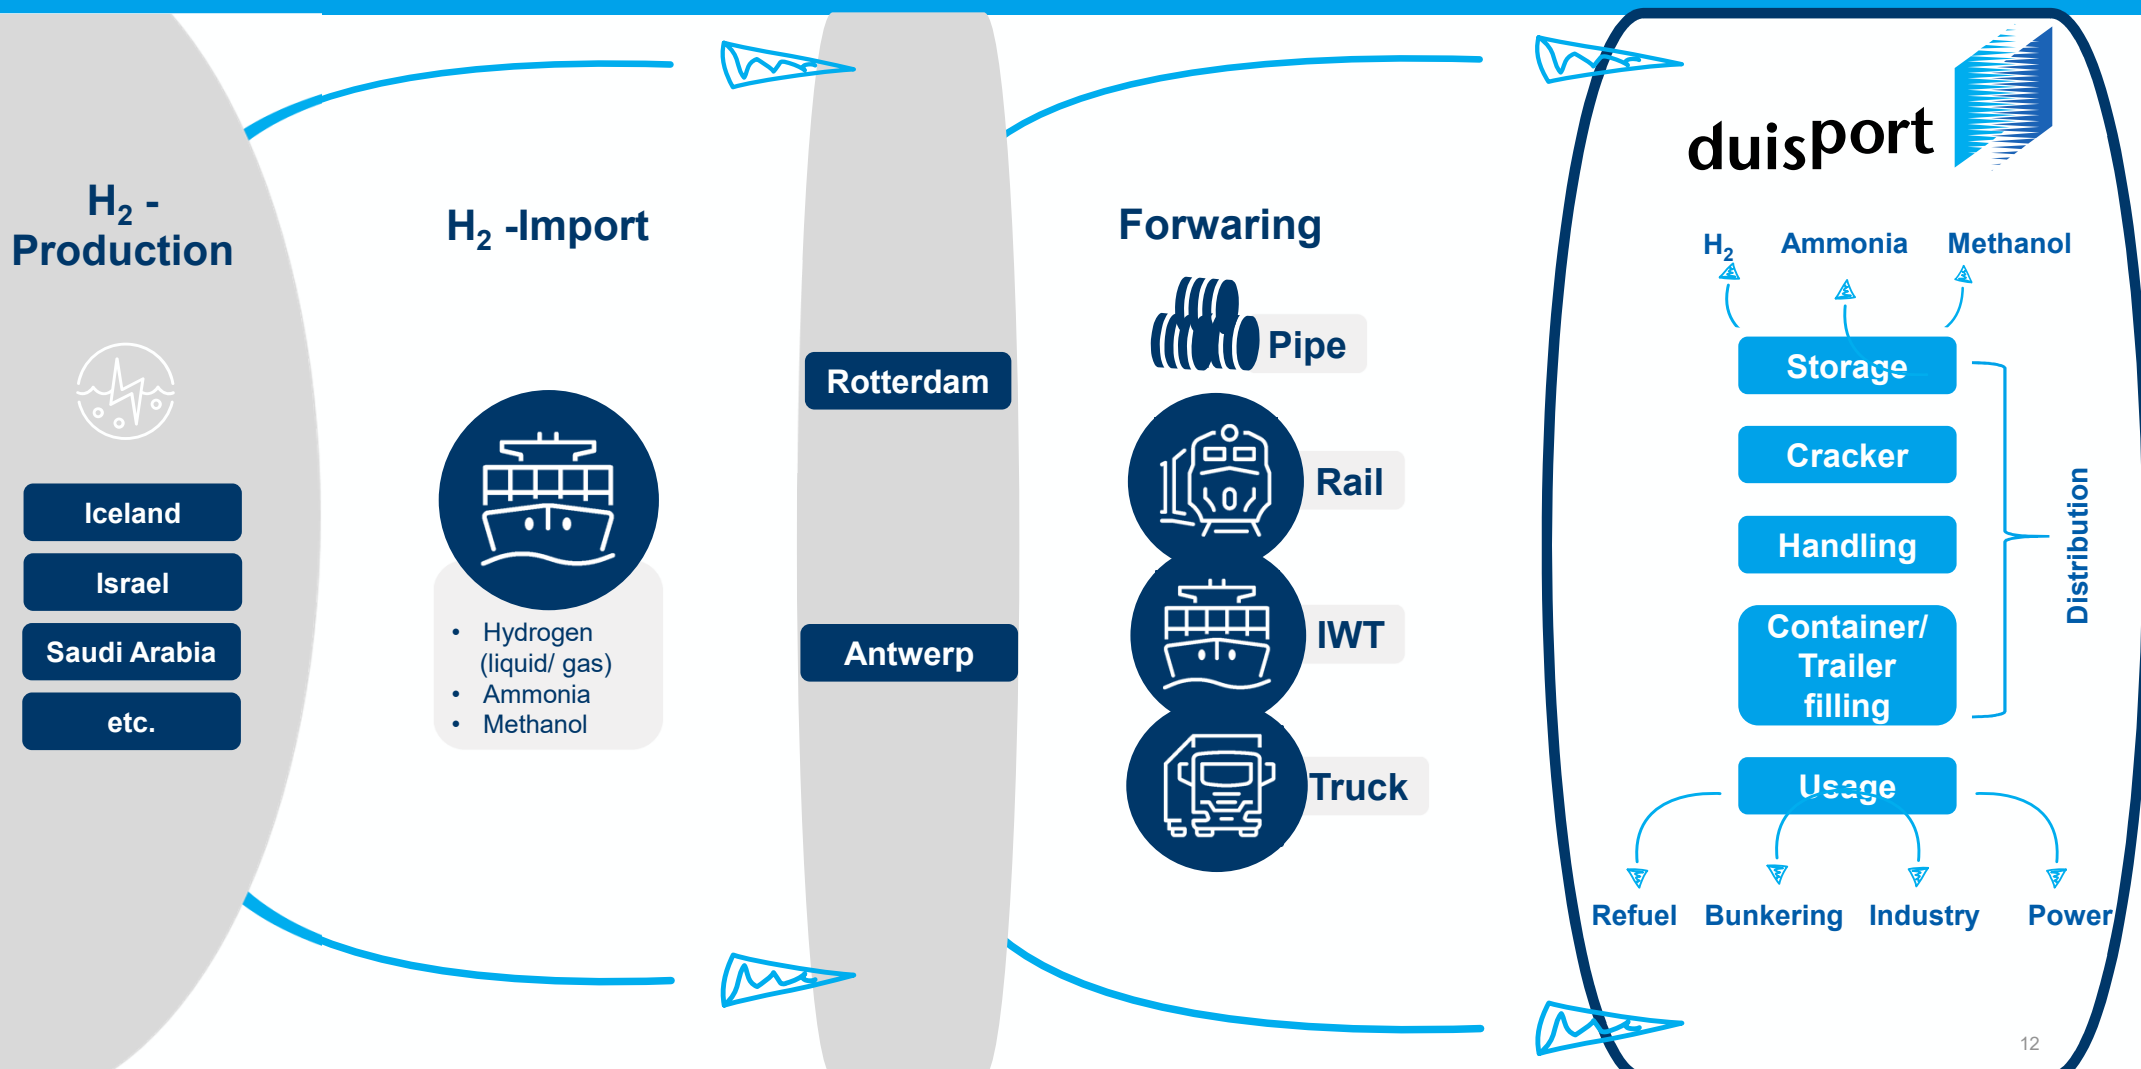 H₂ -
Production
Iceland
Israel
Saudi Arabia
etc.
H₂ -Import
• Hydrogen
(liquid/ gas)
• Ammonia
• Methanol
Rotterdam
Antwerp
Forwaring
Pipe
Rail
IWT
Truck
duisport
H₂
Ammonia
Methanol
Storage
Cracker
Handling
Container/
Trailer
filling
Distribution
Usage
Refuel
Bunkering
Industry
Power
12